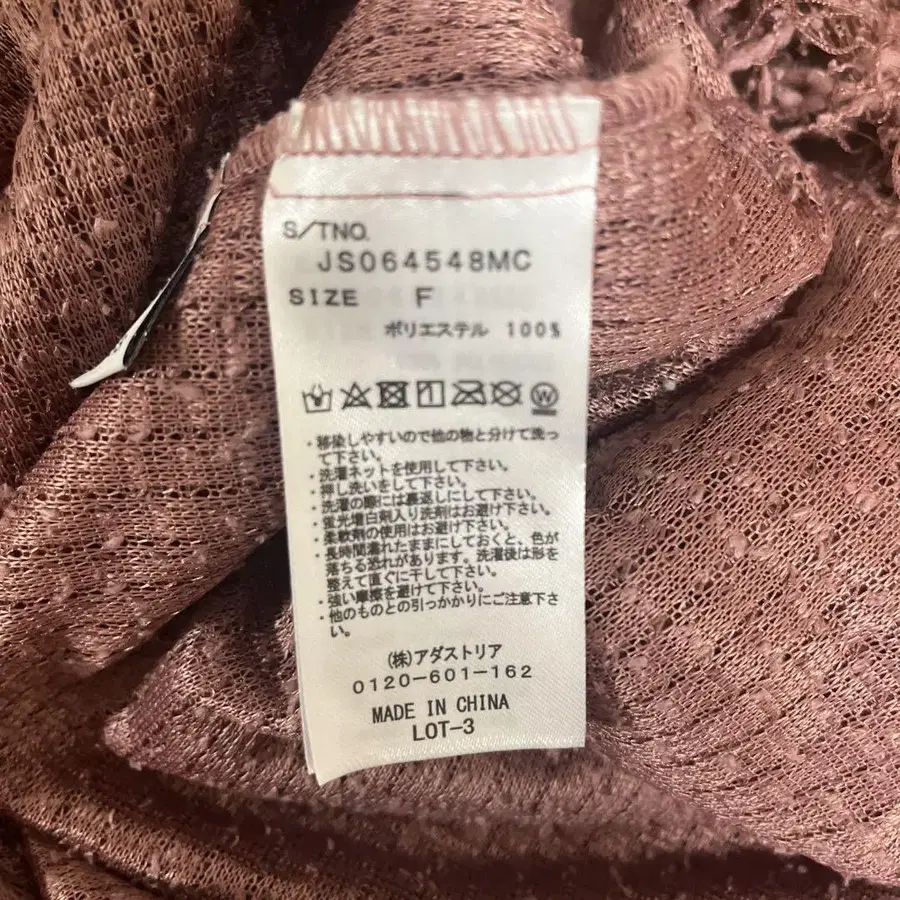 S/TNO.
JS064548MC
SIZE F
ポリエステル 100%
・移染しやすいので他の物と分けて洗っ
て下さい。
・洗濯ネットを使用して下さい。
・押し洗いをして下さい。
・洗濯の際には裏返しにして下さい。
・蛍光増白剤入り洗剤はお避け下さい。
・柔軟剤の使用はお避け下さい。
・長時間濡れたままにしておくと、色が
落ちる恐れがあります。洗濯後は形を
整えて直ぐに干して下さい。
・強い摩擦を避けて下さい。
・他のものとの引っかかりにご注意下さ
い。
(株)アダストリア
0120-601-162
MADE IN CHINA
LOT-3